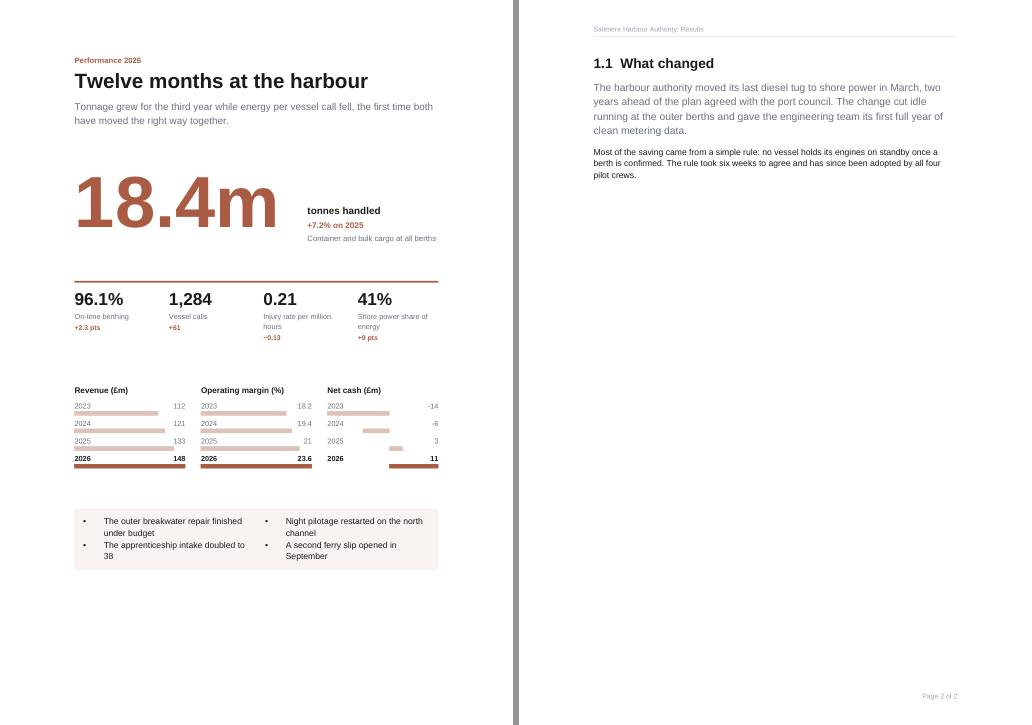 Performance 2026
Twelve months at the harbour
Tonnage grew for the third year while energy per vessel call fell, the first time both
have moved the right way together.
18.4m
tonnes handled
+7.2% on 2025
Container and bulk cargo at all berths
96.1%
On-time berthing
+2.3 pts
1,284
Vessel calls
+61
0.21
Injury rate per million
hours
−0.13
41%
Shore power share of
energy
+9 pts
Revenue (£m)
2023 112
2024 121
2025 133
2026 148
Operating margin (%)
2023 18.2
2024 19.4
2025 21
2026 23.6
Net cash (£m)
2023 -14
2024 -6
2025 3
2026 11
• The outer breakwater repair finished
under budget
• The apprenticeship intake doubled to
38
• Night pilotage restarted on the north
channel
• A second ferry slip opened in
September
Saltmere Harbour Authority: Results
1.1 What changed
The harbour authority moved its last diesel tug to shore power in March, two
years ahead of the plan agreed with the port council. The change cut idle
running at the outer berths and gave the engineering team its first full year of
clean metering data.
Most of the saving came from a simple rule: no vessel holds its engines on standby once a
berth is confirmed. The rule took six weeks to agree and has since been adopted by all four
pilot crews.
Page 2 of 2